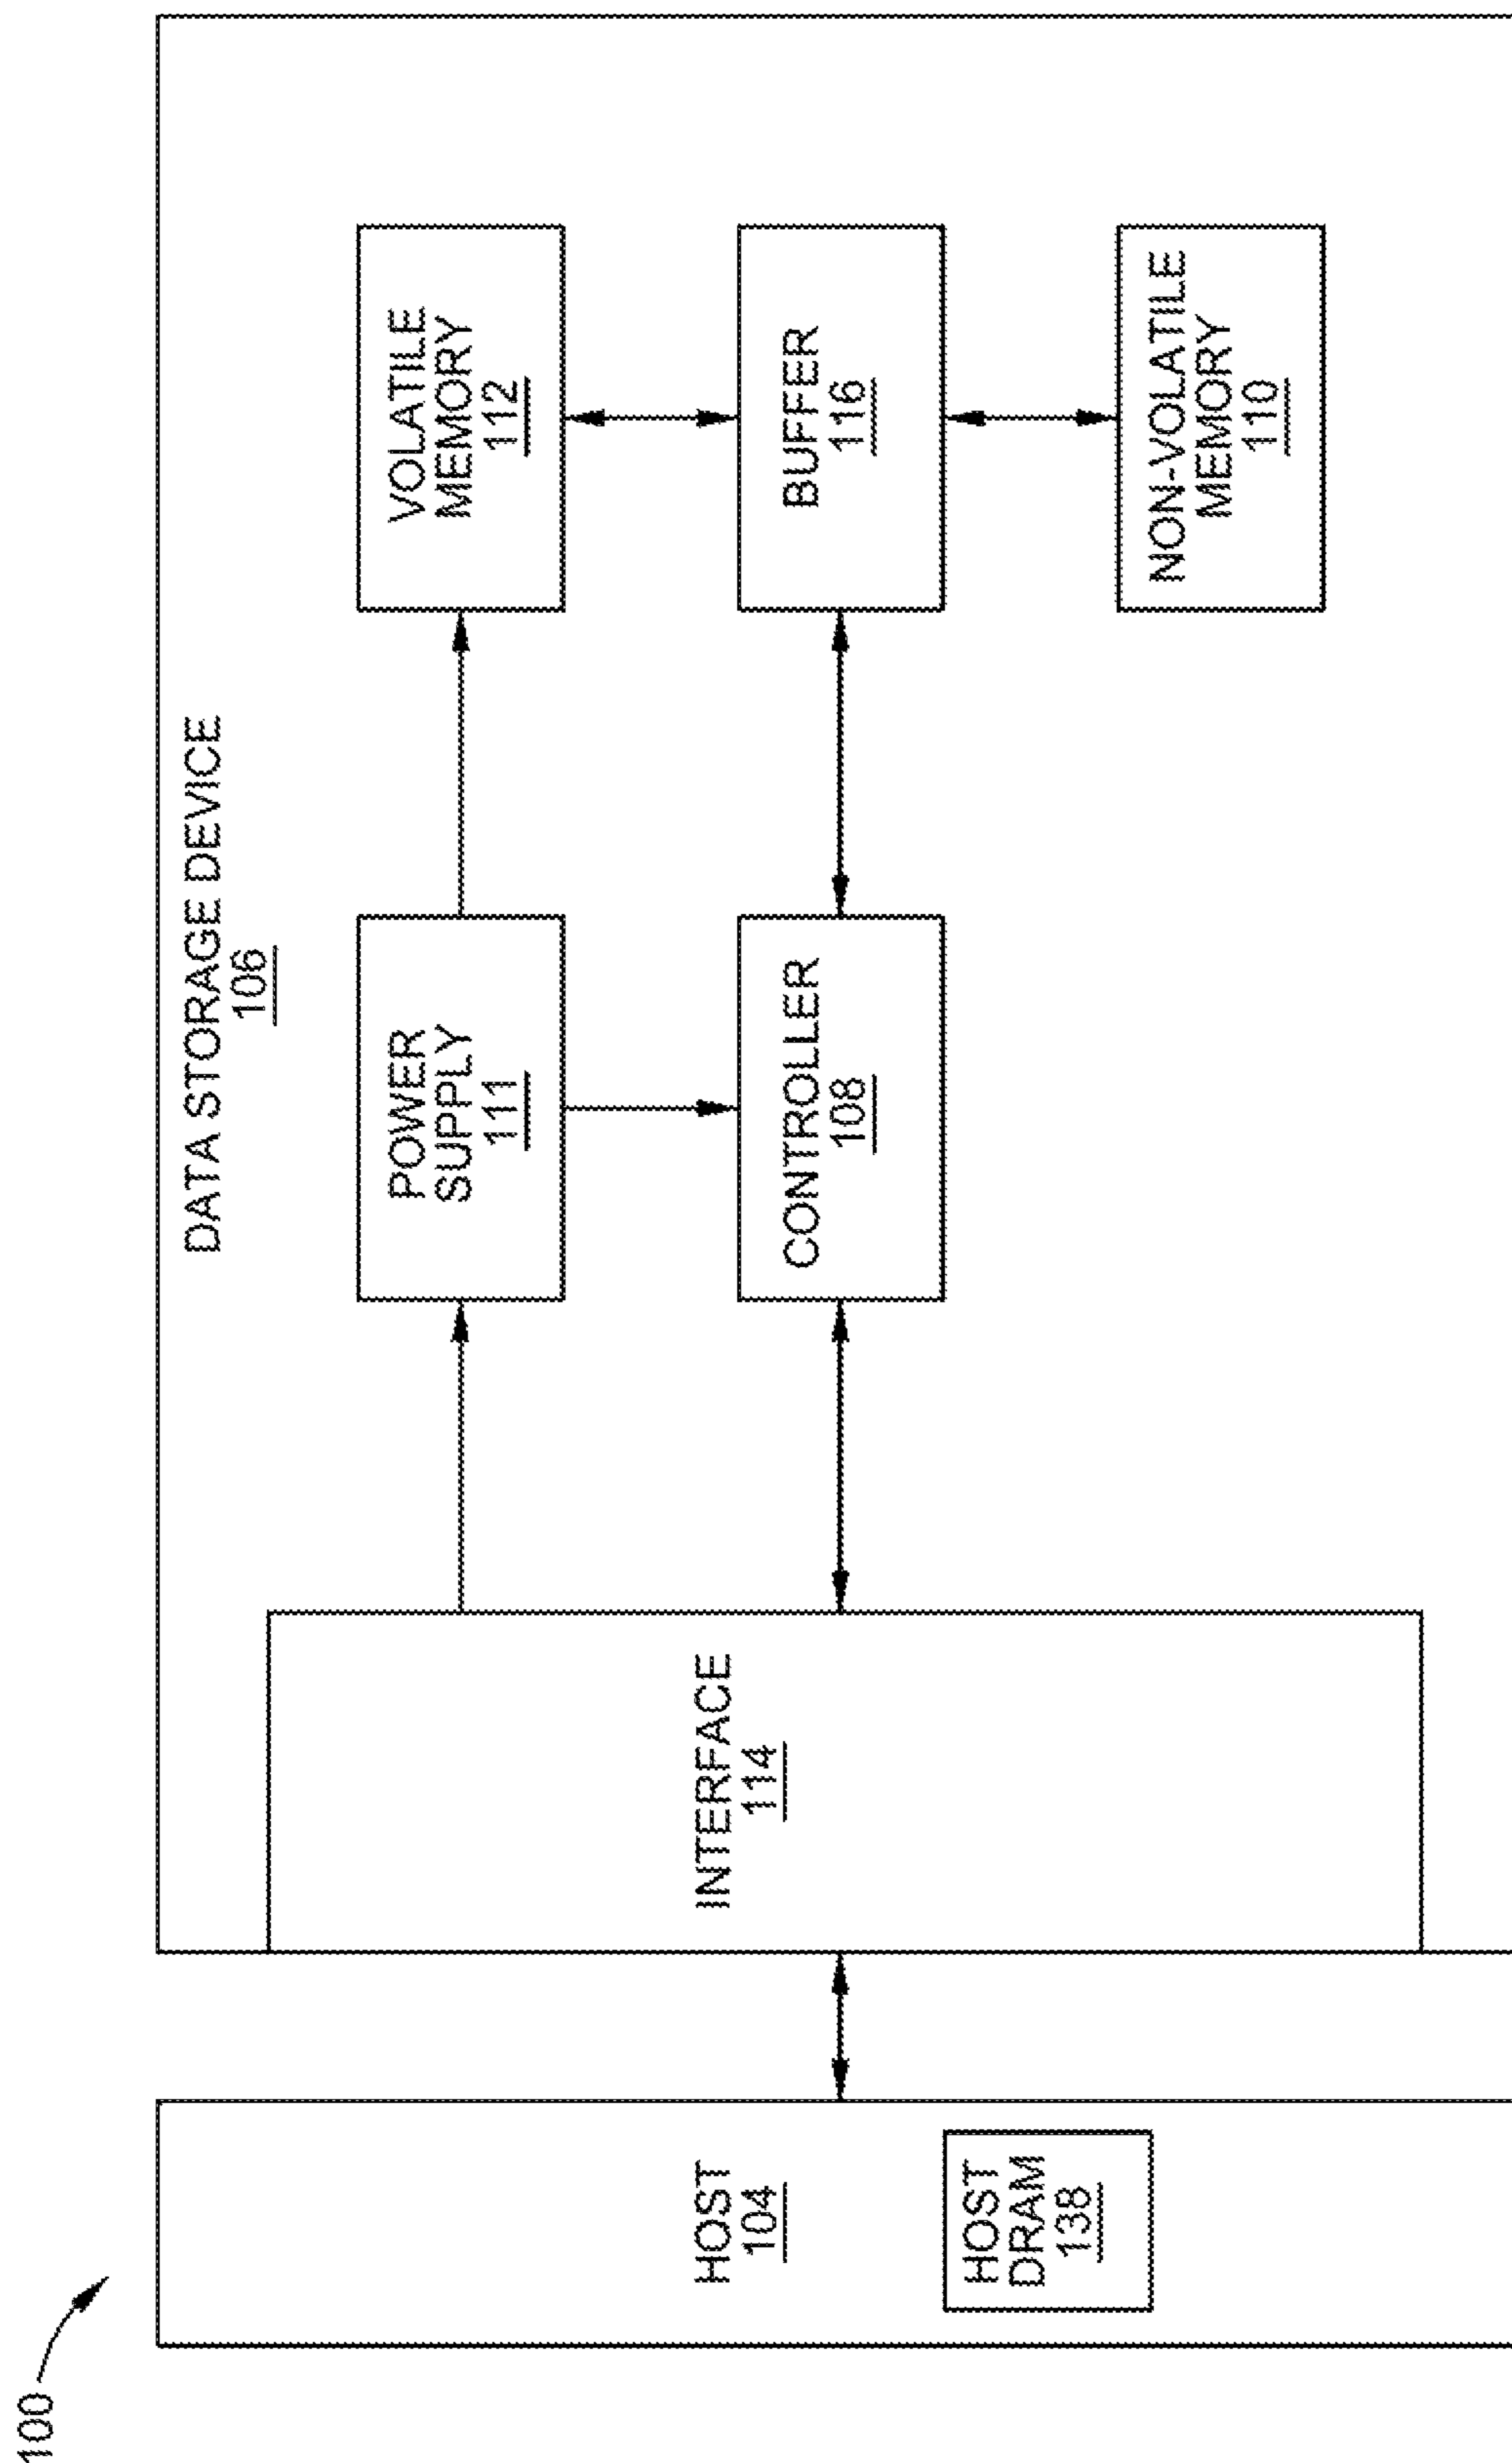 100
HOST
104
HOST
DRAM
138
INTERFACE
114
DATA STORAGE DEVICE
106
POWER
SUPPLY
111
CONTROLLER
108
VOLATILE
MEMORY
112
BUFFER
116
NON-VOLATILE
MEMORY
110